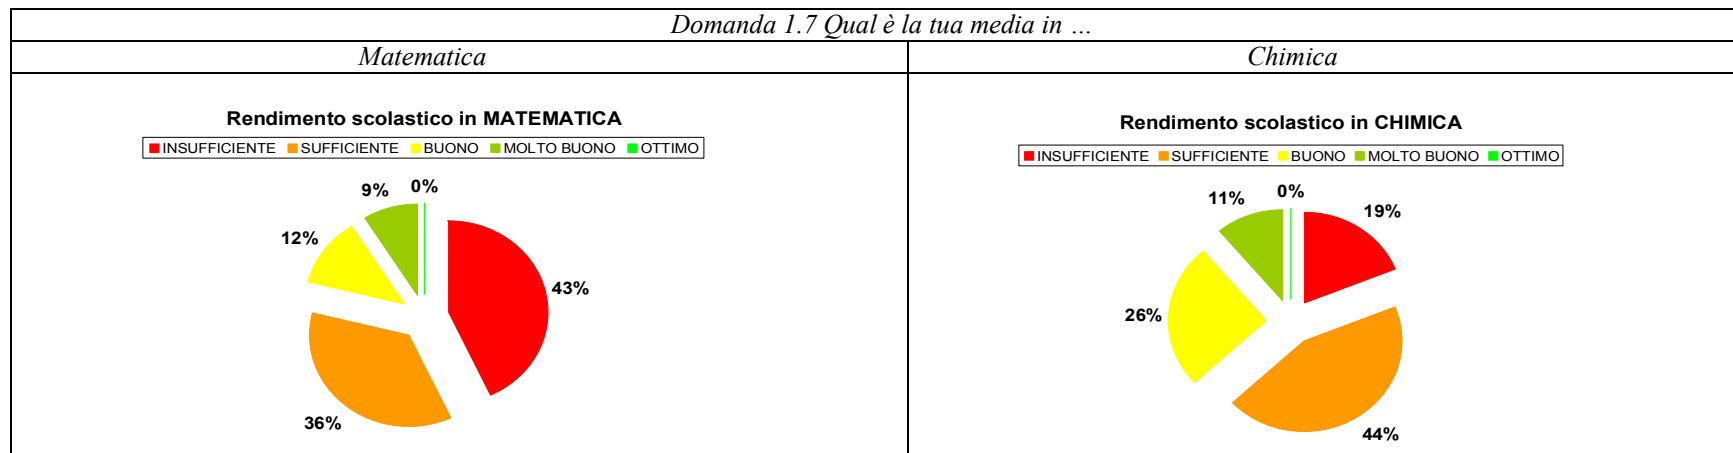 Domanda 1.7 Qual è la tua media in …
Matematica
Chimica
Rendimento scolastico in MATEMATICA
INSUFFICIENTE SUFFICIENTE BUONO MOLTO BUONO OTTIMO
9% 0%
12%
43%
36%
Rendimento scolastico in CHIMICA
INSUFFICIENTE SUFFICIENTE BUONO MOLTO BUONO OTTIMO
11% 0% 19%
26%
44%